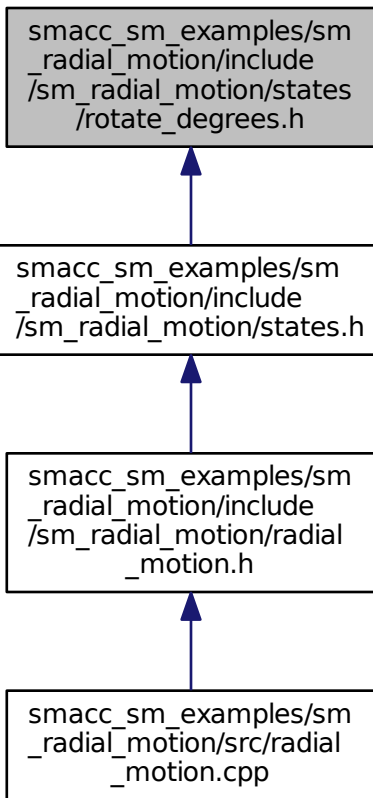 smacc_sm_examples/sm
_radial_motion/include
/sm_radial_motion/states
/rotate_degrees.h
smacc_sm_examples/sm
_radial_motion/include
/sm_radial_motion/states.h
smacc_sm_examples/sm
_radial_motion/include
/sm_radial_motion/radial
_motion.h
smacc_sm_examples/sm
_radial_motion/src/radial
_motion.cpp